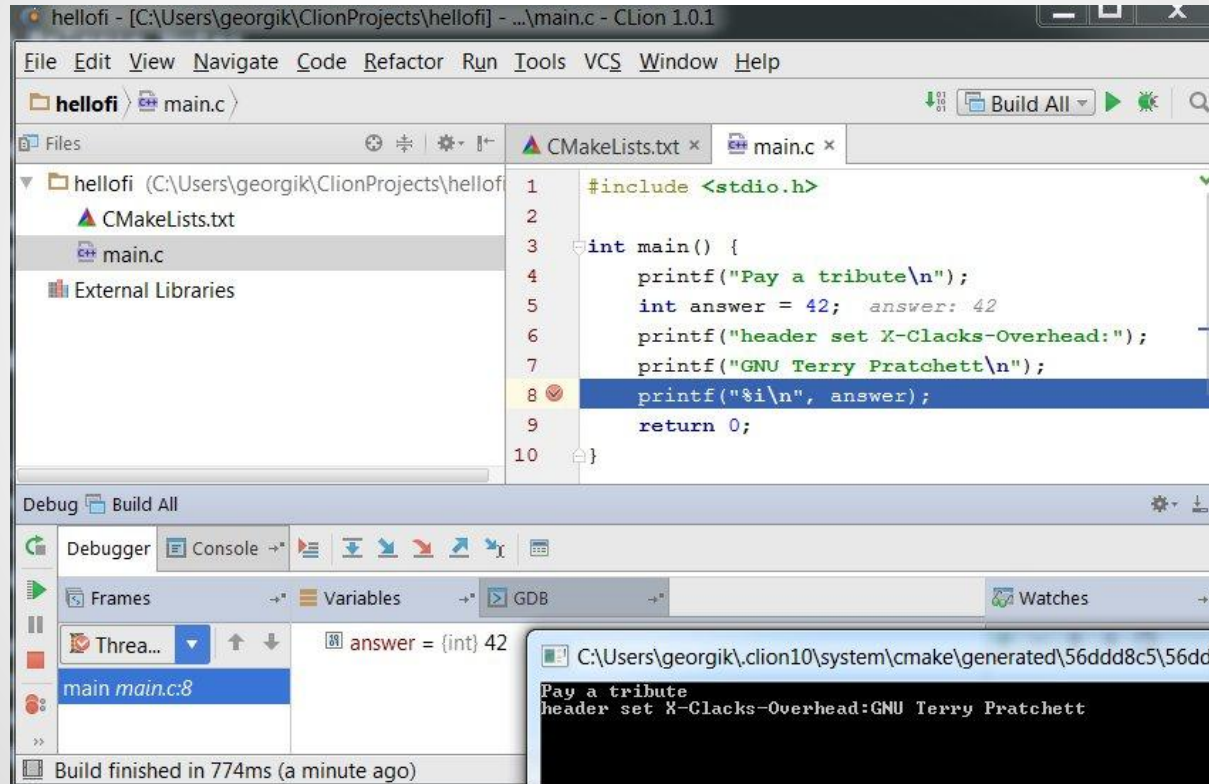 hellofi - [C:\Users\georgik\ClionProjects\hellofi] - ...\main.c - CLion 1.0.1
File Edit View Navigate Code Refactor Run Tools VCS Window Help
hellofi main.c Build All
Files
CMakeLists.txt × main.c ×
hellofi (C:\Users\georgik\ClionProjects\hellofi
CMakeLists.txt
main.c
External Libraries
1 #include <stdio.h>
2
3 int main() {
4 printf("Pay a tribute\n");
5 int answer = 42; answer: 42
6 printf("header set X-Clacks-Overhead:");
7 printf("GNU Terry Pratchett\n");
8 printf("%i\n", answer);
9 return 0;
10 }
Debug Build All
Debugger Console
Frames Variables GDB Watches
Threa... answer = {int} 42
main main.c:8
C:\Users\georgik\.clion10\system\cmake\generated\56ddd8c5\56dd
Pay a tribute
header set X-Clacks-Overhead:GNU Terry Pratchett
Build finished in 774ms (a minute ago)